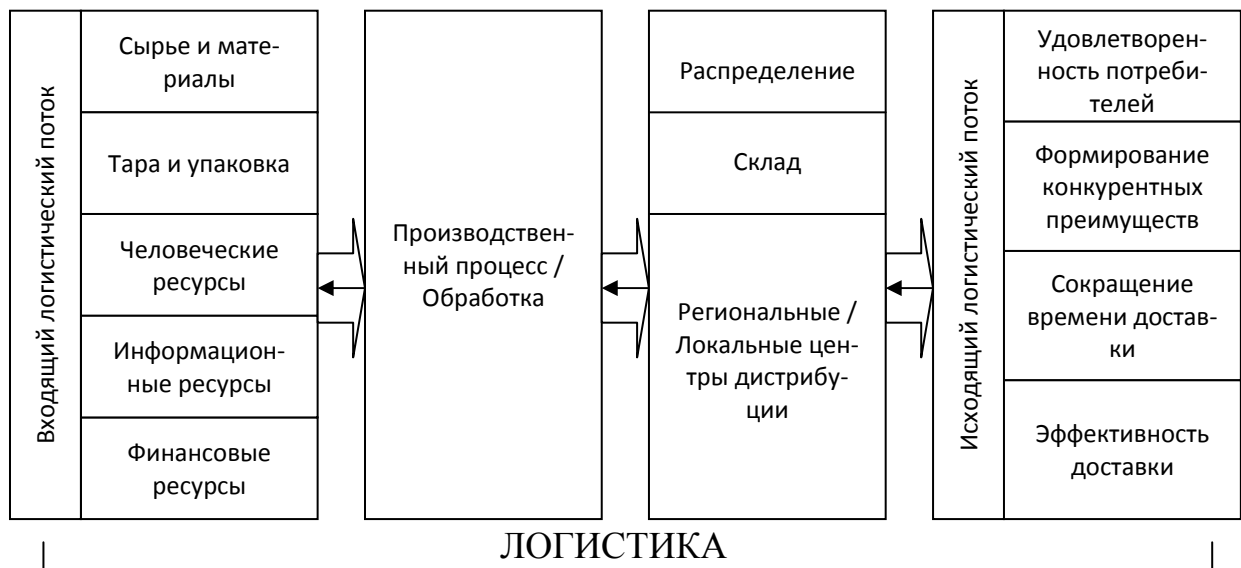 Входящий логистический поток
Сырье и мате-
риалы
Тара и упаковка
Человеческие
ресурсы
Информацион-
ные ресурсы
Финансовые
ресурсы
Производствен-
ный процесс /
Обработка
Распределение
Склад
Региональные /
Локальные цен-
тры дистрибу-
ции
Исходящий логистический поток
Удовлетворен-
ность потреби-
телей
Формирование
конкурентных
преимуществ
Сокращение
времени достав-
ки
Эффективность
доставки
ЛОГИСТИКА